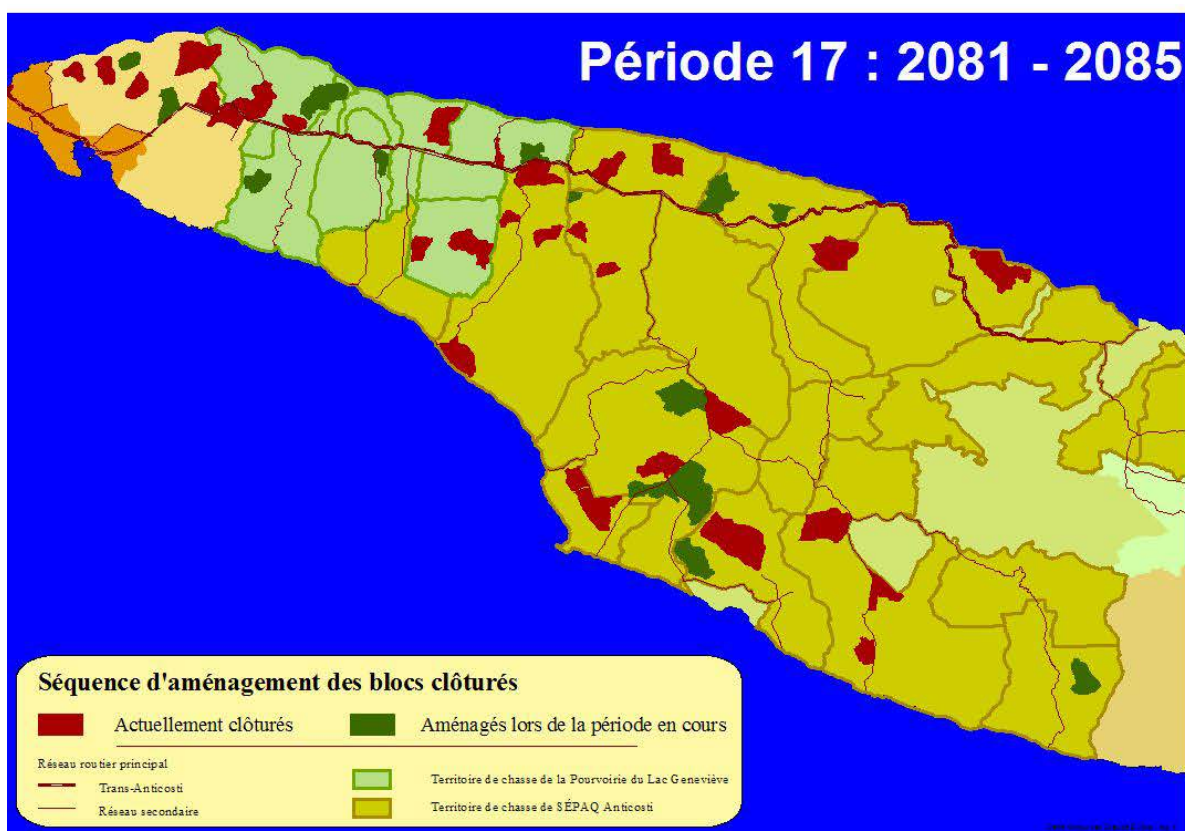 Période 17 : 2081 - 2085
Séquence d'aménagement des blocs clôturés
Actuellement clôturés
Aménagés lors de la période en cours
Réseau routier principal
Trans-Anticosti
Réseau secondaire
Territoire de chasse de la Pourvoirie du Lac Geneviève
Territoire de chasse de SÉPAQ Anticosti